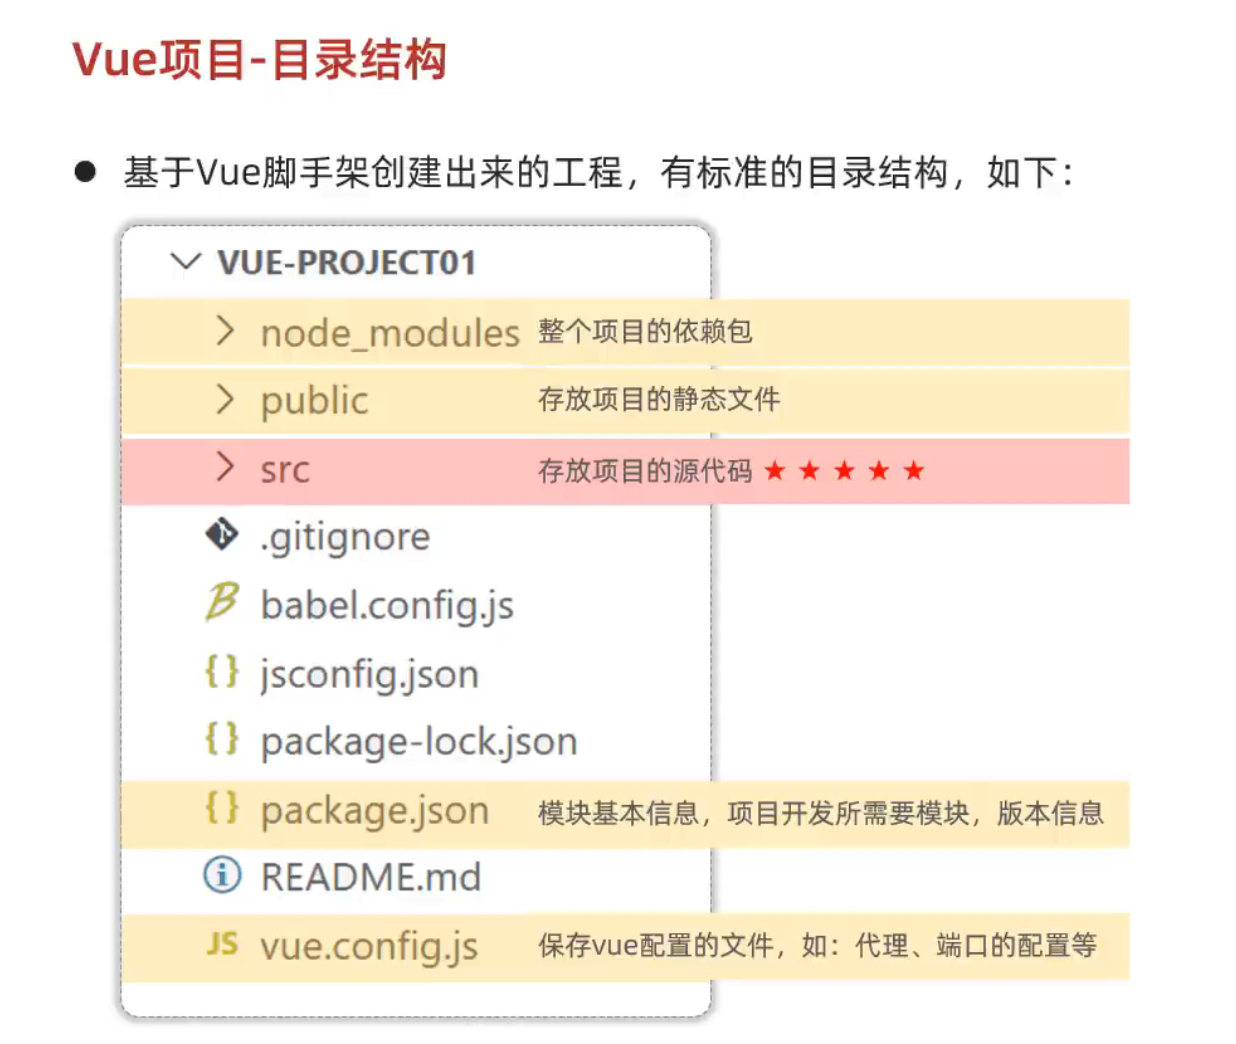 Vue项目-目录结构
基于Vue脚手架创建出来的工程，有标准的目录结构，如下：
VUE-PROJECT01
node_modules 整个项目的依赖包
public 存放项目的静态文件
src 存放项目的源代码 ★ ★ ★ ★ ★
.gitignore
babel.config.js
jsconfig.json
package-lock.json
package.json 模块基本信息，项目开发所需要模块，版本信息
README.md
JS vue.config.js 保存vue配置的文件，如：代理、端口的配置等